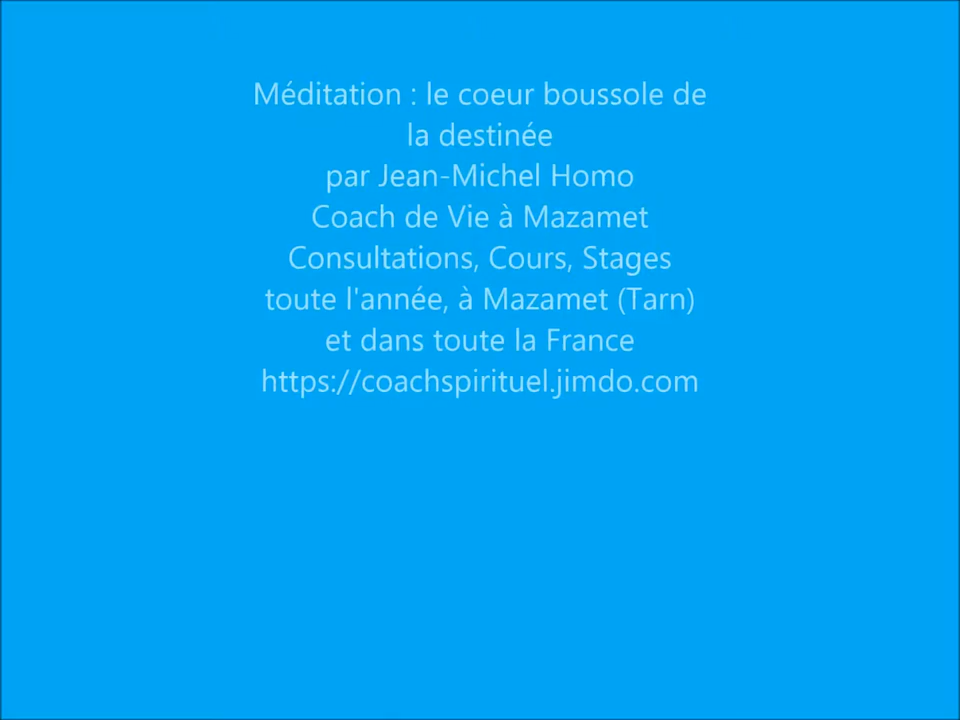 Méditation : le coeur boussole de
la destinée
par Jean-Michel Homo
Coach de Vie à Mazamet
Consultations, Cours, Stages
toute l'année, à Mazamet (Tarn)
et dans toute la France
https://coachspirituel.jimdo.com